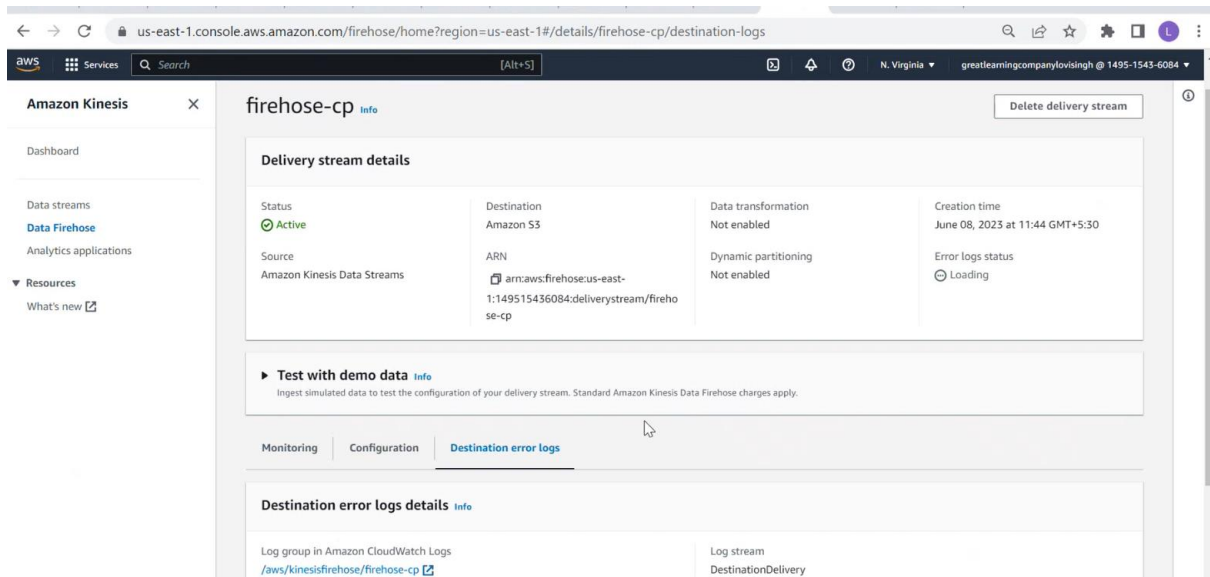 us-east-1.console.aws.amazon.com/firehose/home?region=us-east-1#/details/firehose-cp/destination-logs
L
aws
Services
Search
[Alt+S]
N. Virginia ▼
greatlearningcompanylovisingh @ 1495-1543-6084 ▼
Amazon Kinesis
Dashboard
Data streams
Data Firehose
Analytics applications
▼ Resources
What's new
firehose-cp Info
Delete delivery stream
Delivery stream details
Status
Active
Source
Amazon Kinesis Data Streams
Destination
Amazon S3
ARN
arn:aws:firehose:us-east-
1:149515436084:deliverystream/fireho
se-cp
Data transformation
Not enabled
Dynamic partitioning
Not enabled
Creation time
June 08, 2023 at 11:44 GMT+5:30
Error logs status
Loading
▶ Test with demo data Info
Ingest simulated data to test the configuration of your delivery stream. Standard Amazon Kinesis Data Firehose charges apply.
Monitoring
Configuration
Destination error logs
Destination error logs details Info
Log group in Amazon CloudWatch Logs
/aws/kinesisfirehose/firehose-cp
Log stream
DestinationDelivery